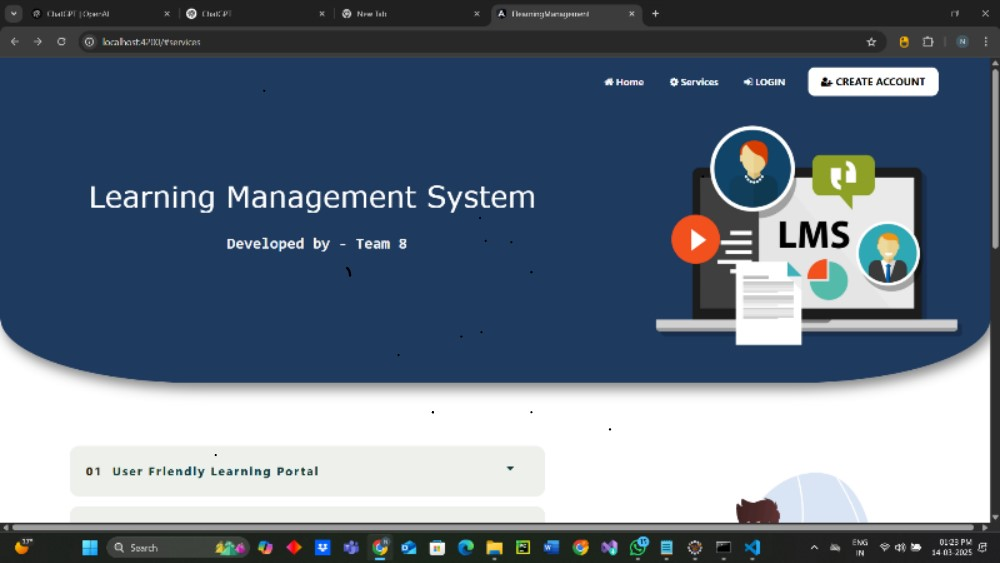 ChatGPT | OpenAI
ChatGPT
New Tab
ElearningManagement
localhost:4200/#services
N
Home
Services
LOGIN
CREATE ACCOUNT
Learning Management System
Developed by - Team 8
LMS
01 User Friendly Learning Portal
Search
ENG
IN
01:23 PM
14-03-2025